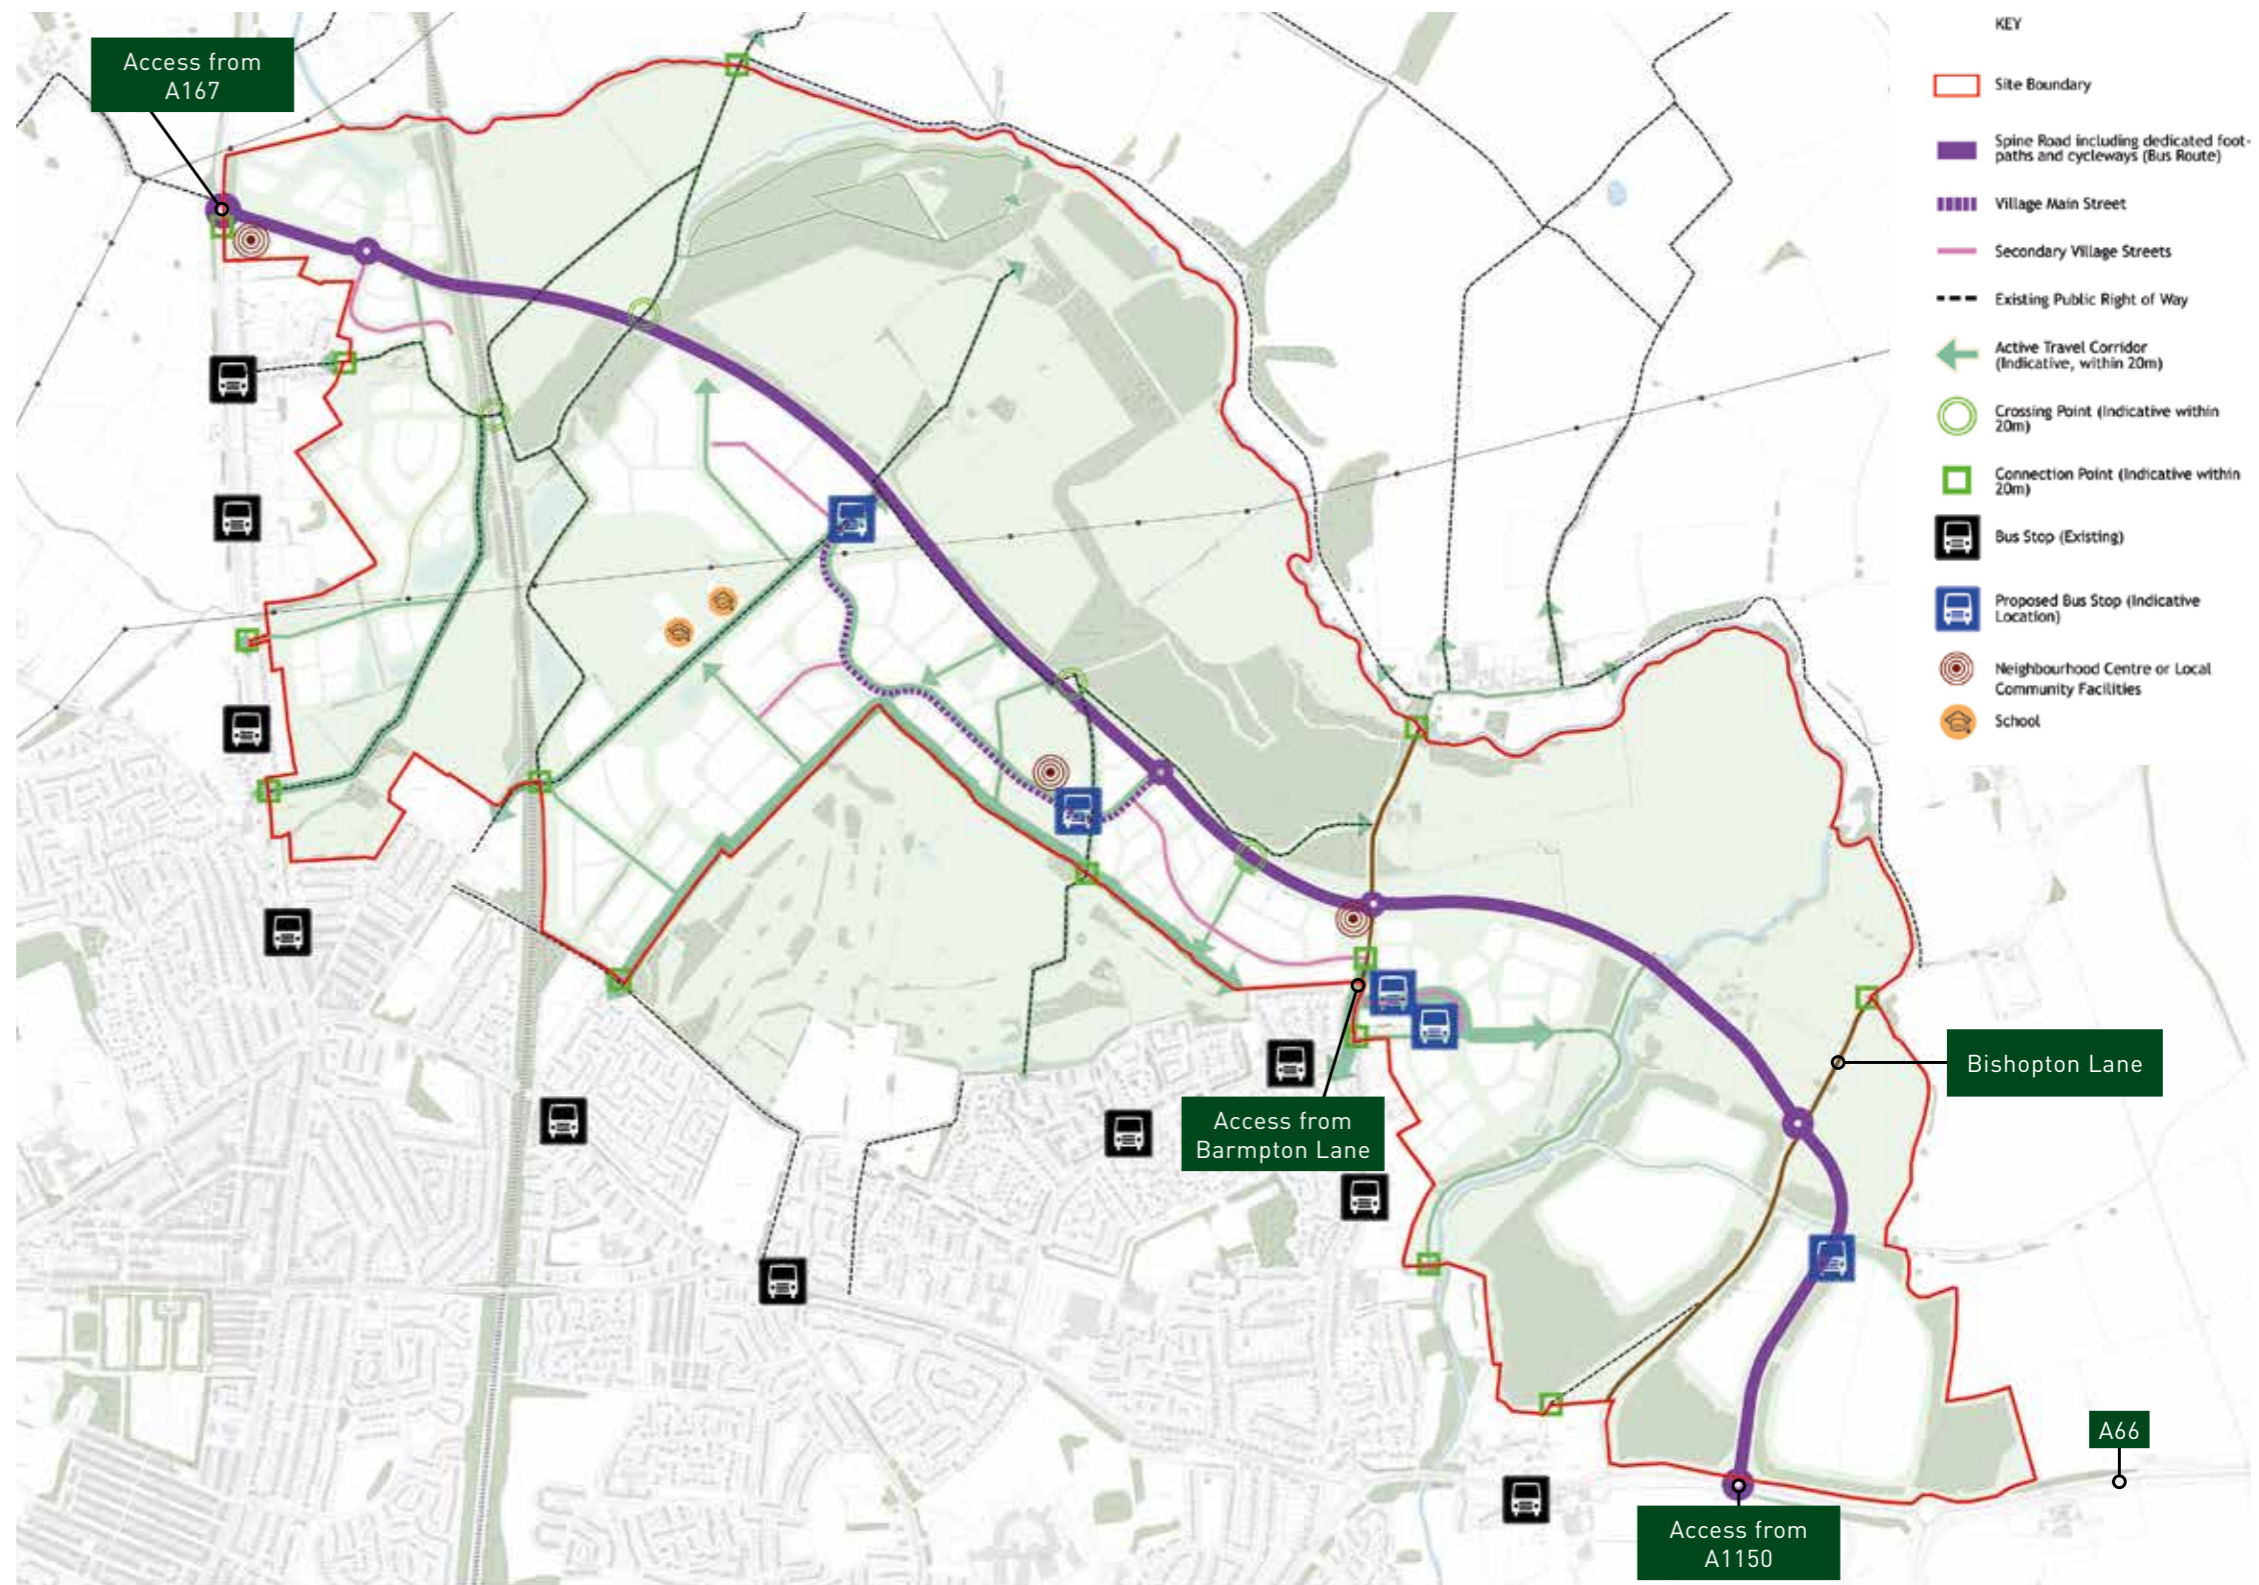 Access from
A167
KEY
Site Boundary
Spine Road including dedicated foot-
paths and cycleways (Bus Route)
Village Main Street
Secondary Village Streets
Existing Public Right of Way
Active Travel Corridor
(Indicative, within 20m)
Crossing Point (Indicative within
20m)
Connection Point (Indicative within
20m)
Bus Stop (Existing)
Proposed Bus Stop (Indicative
Location)
Neighbourhood Centre or Local
Community Facilities
School
Bishopton Lane
Access from
Barmpton Lane
A66
Access from
A1150